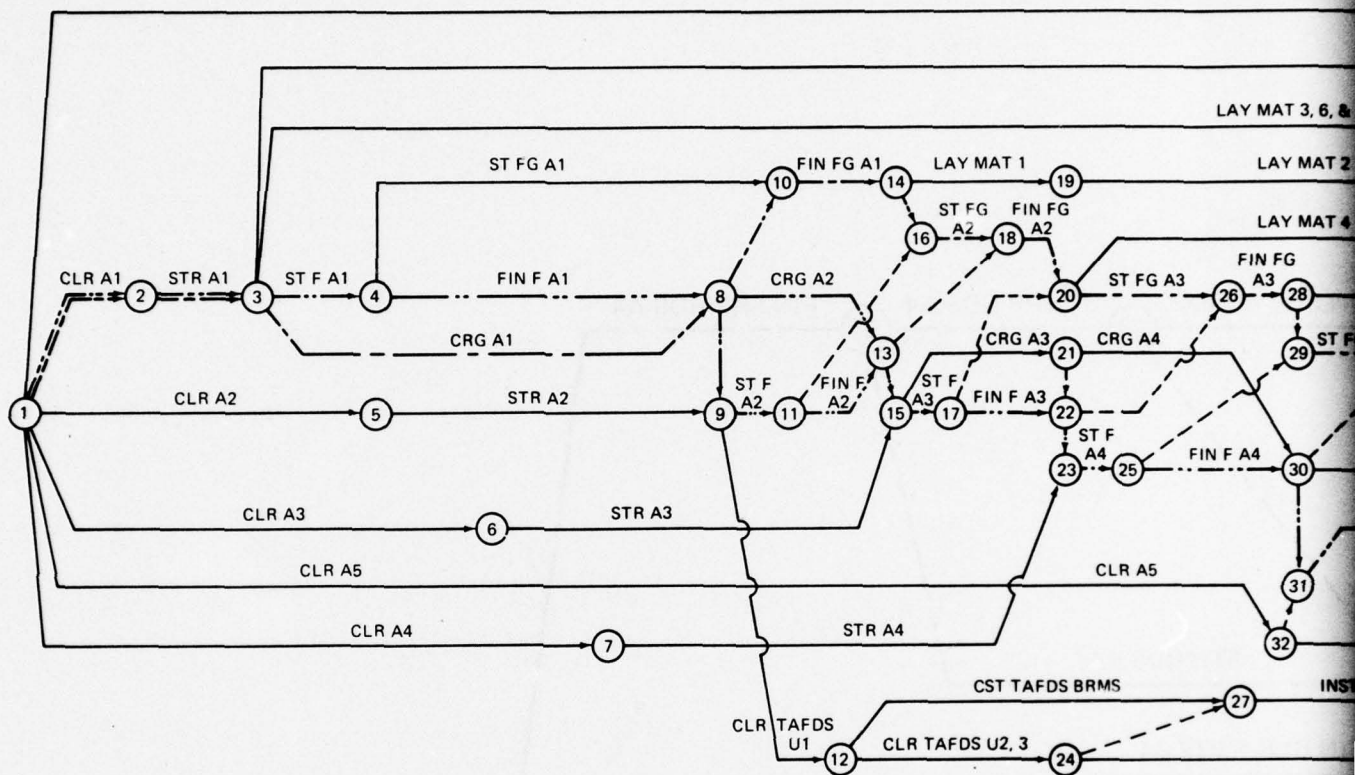 LAY MAT 3, 6, &
ST FG A1
FIN FG A1
LAY MAT 1
LAY MAT 2
10
14
19
ST FG
A2
FIN FG
A2
LAY MAT 4
16
18
CLR A1
STR A1
ST F A1
FIN F A1
CRG A2
ST FG A3
FIN FG
A3
2
3
4
8
20
26
28
CRG A1
13
CRG A3
21
CRG A4
29
ST F
CLR A2
STR A2
ST F
A2
FIN F
A2
ST F
A3
FIN F A3
1
5
9
11
15
17
22
ST F
A4
23
25
FIN F A4
30
CLR A3
6
STR A3
CLR A5
CLR A5
31
CLR A4
7
STR A4
32
CST TAFDS BRMS
27
INST
CLR TAFDS
U1
12
CLR TAFDS U2, 3
24